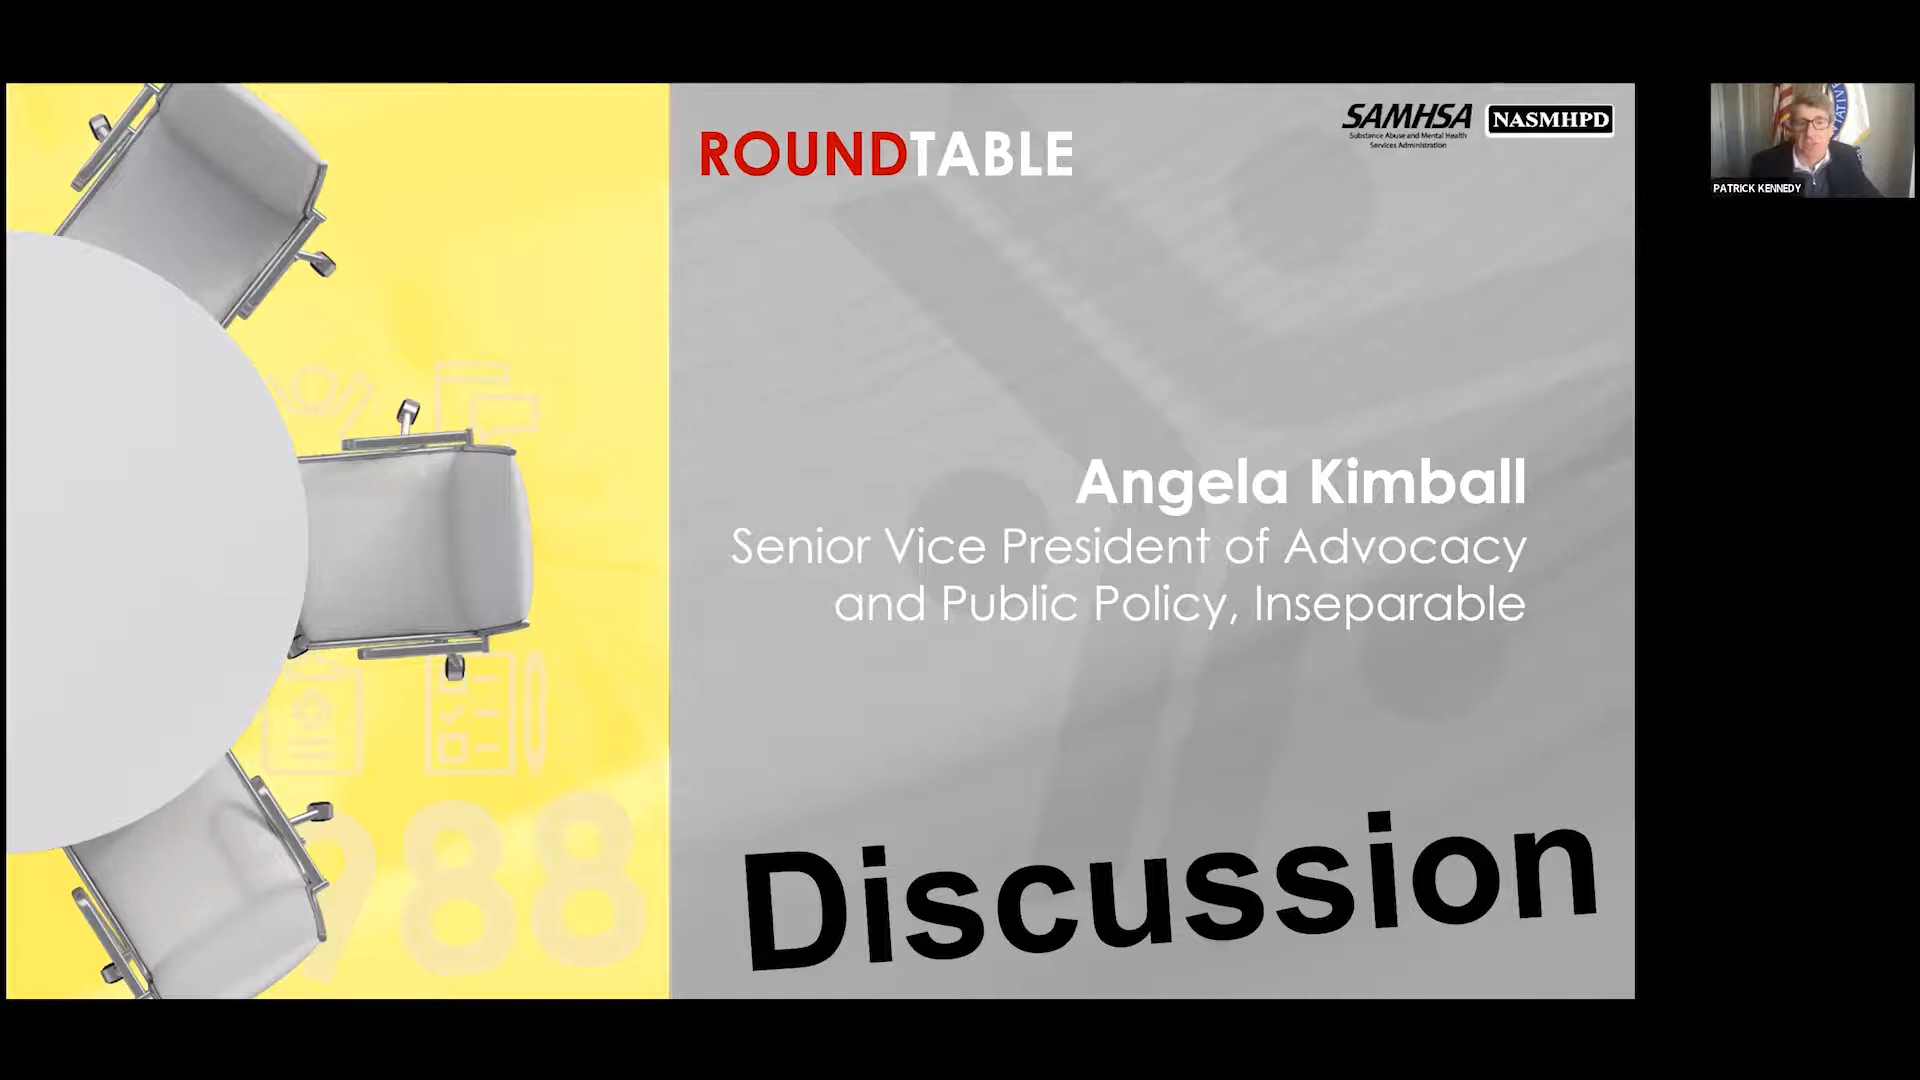 ROUNDTABLE
SAMHSA
Substance Abuse and Mental Health
Services Administration
NASMHPD
TATIVE
PATRICK KENNEDY
Angela Kimball
Senior Vice President of Advocacy
and Public Policy, Inseparable
988
Discussion